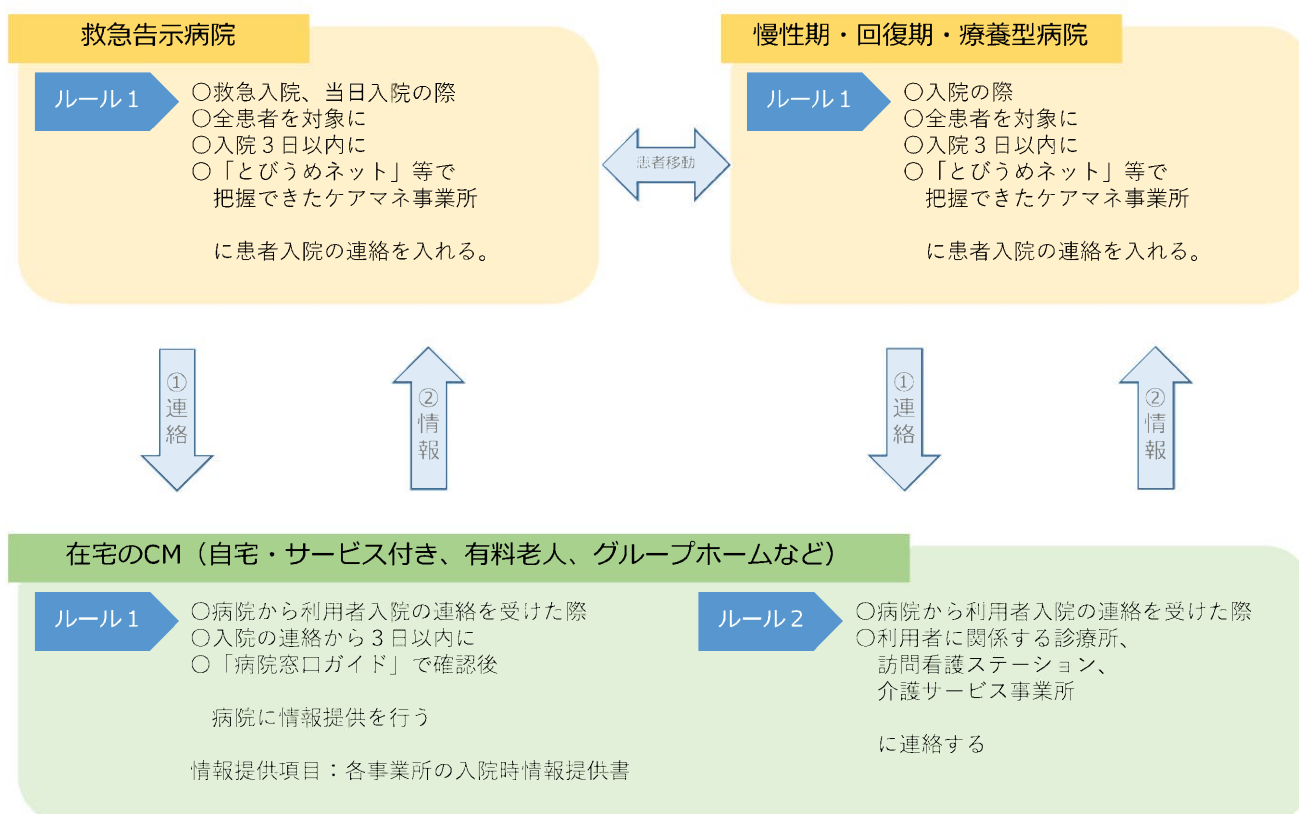 救急告示病院
ルール１
○救急入院、当日入院の際
○全患者を対象に
○入院３日以内に
○「とびうめネット」等で
把握できたケアマネ事業所
に患者入院の連絡を入れる。
患者移動
慢性期・回復期・療養型病院
ルール１
○入院の際
○全患者を対象に
○入院３日以内に
○「とびうめネット」等で
把握できたケアマネ事業所
に患者入院の連絡を入れる。
①連絡
②情報
①連絡
②情報
在宅のCM（自宅・サービス付き、有料老人、グループホームなど）
ルール１
○病院から利用者入院の連絡を受けた際
○入院の連絡から３日以内に
○「病院窓口ガイド」で確認後
病院に情報提供を行う
情報提供項目：各事業所の入院時情報提供書
ルール２
○病院から利用者入院の連絡を受けた際
○利用者に関係する診療所、
訪問看護ステーション、
介護サービス事業所
に連絡する